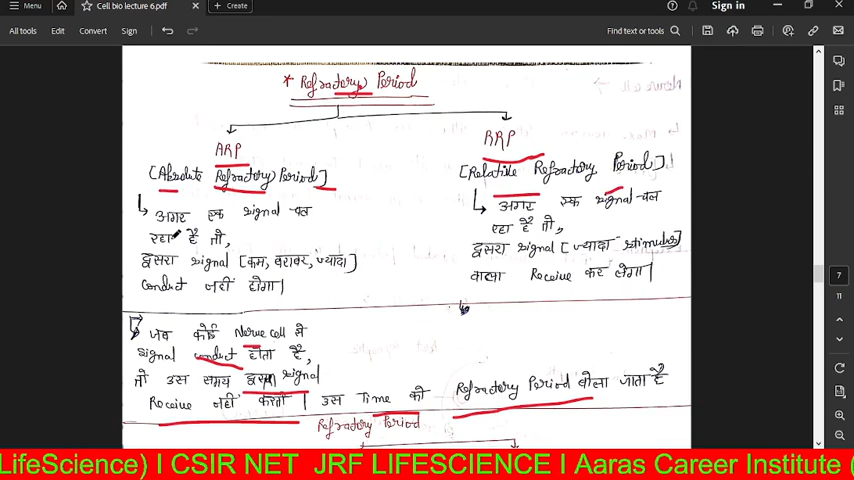 Menu
Cell bio lecture 6.pdf
Create
Sign in
All tools Edit Convert Sign
Find text or tools
* Refractory Period
ARP
[Absolute Refractory Period]
अगर एक signal चल
रहा है तो,
दूसरा signal [कम, बराबर, ज्यादा]
Conduct नहीं होगा।
RRP
[Relatile Refractory Period]
अगर एक signal चल
रहा है तो,
दूसरा signal [ज्यादा stimulus]
वाला Receive कर लेगा।
जब कोई Nerve cell में
signal conduct होता है,
तो उस समय दूसरा signal
Receive नहीं करता। उस Time को Refractory Period बोला जाता है
Refractory Period
7
11
LifeScience) I CSIR NET JRF LIFESCIENCE I Aaras Career Institute (